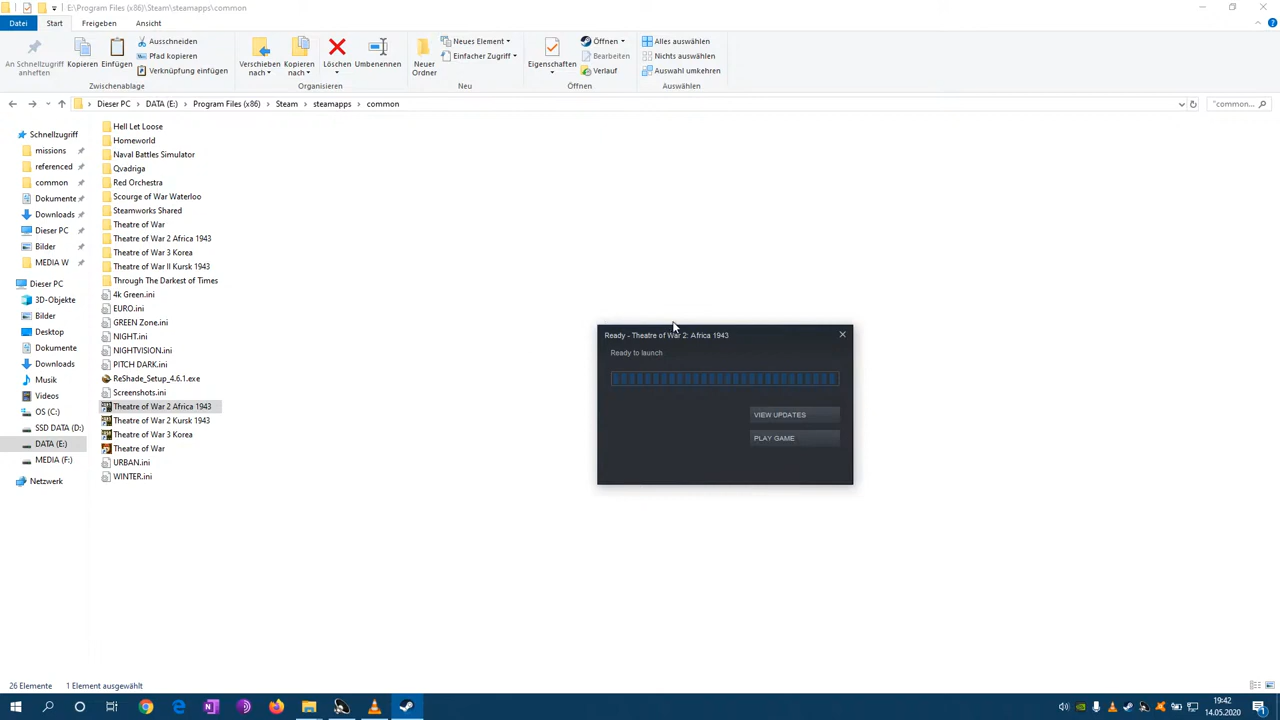 E:\Program Files (x86)\Steam\steamapps\common
Datei Start Freigeben Ansicht
An Schnellzugriff anheften
Kopieren
Einfügen
Ausschneiden
Pfad kopieren
Verknüpfung einfügen
Zwischenablage
Verschieben nach
Kopieren nach
Löschen
Umbenennen
Organisieren
Neuer Ordner
Neues Element
Einfacher Zugriff
Neu
Eigenschaften
Öffnen
Bearbeiten
Verlauf
Öffnen
Alles auswählen
Nichts auswählen
Auswahl umkehren
Auswählen
Dieser PC > DATA (E:) > Program Files (x86) > Steam > steamapps > common
"common...
Schnellzugriff
missions
referenced
common
Dokumente
Downloads
Dieser PC
Bilder
MEDIA W
Dieser PC
3D-Objekte
Bilder
Desktop
Dokumente
Downloads
Musik
Videos
OS (C:)
SSD DATA (D:)
DATA (E:)
MEDIA (F:)
Netzwerk
Hell Let Loose
Homeworld
Naval Battles Simulator
Qvadriga
Red Orchestra
Scourge of War Waterloo
Steamworks Shared
Theatre of War
Theatre of War 2 Africa 1943
Theatre of War 3 Korea
Theatre of War II Kursk 1943
Through The Darkest of Times
4k Green.ini
EURO.ini
GREEN Zone.ini
NIGHT.ini
NIGHTVISION.ini
PITCH DARK.ini
ReShade_Setup_4.6.1.exe
Screenshots.ini
Theatre of War 2 Africa 1943
Theatre of War 2 Kursk 1943
Theatre of War 3 Korea
Theatre of War
URBAN.ini
WINTER.ini
Ready - Theatre of War 2: Africa 1943
Ready to launch
VIEW UPDATES
PLAY GAME
26 Elemente 1 Element ausgewählt
19:42
14.05.2020